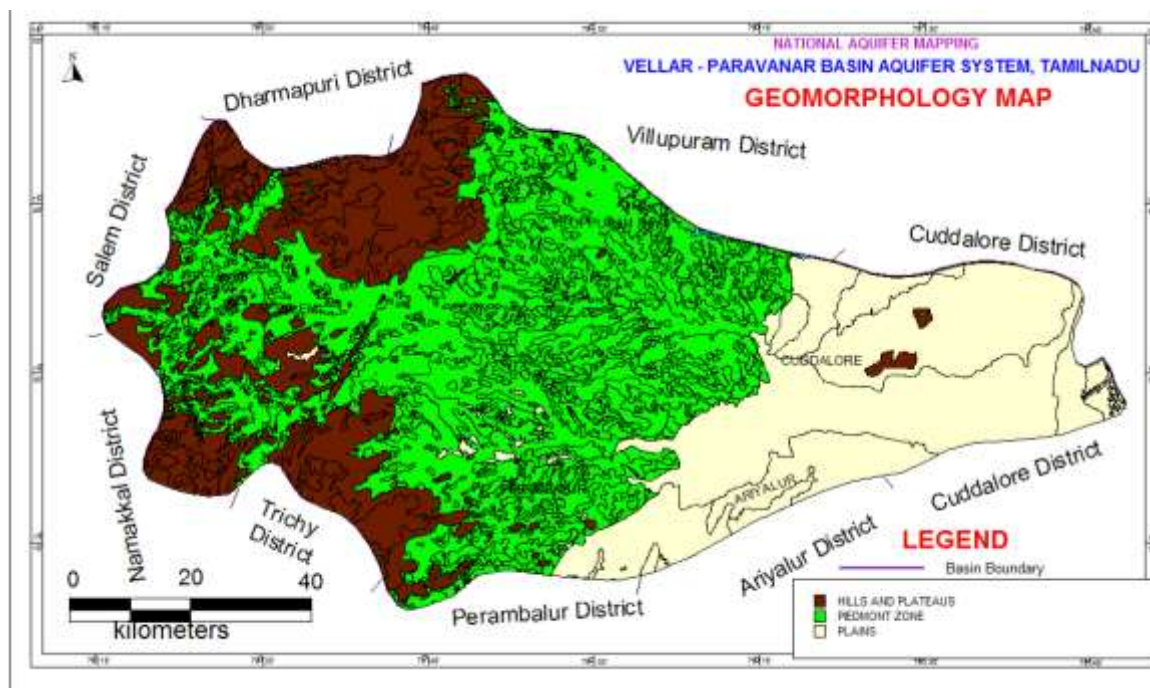 NATIONAL AQUIFER MAPPING
VELLAR - PARAVANAR BASIN AQUIFER SYSTEM, TAMILNADU
GEOMORPHOLOGY MAP
Dharmapuri District
Villupuram District
Salem District
Cuddalore District
CUDDALORE
Namakkal District
Trichy
District
ARIYALUR
Cuddalore District
Ariyalur District
Perambalur District
0 20 40
kilometers
LEGEND
Basin Boundary
HILLS AND PLATEAUS
PIEDMONT ZONE
PLAINS